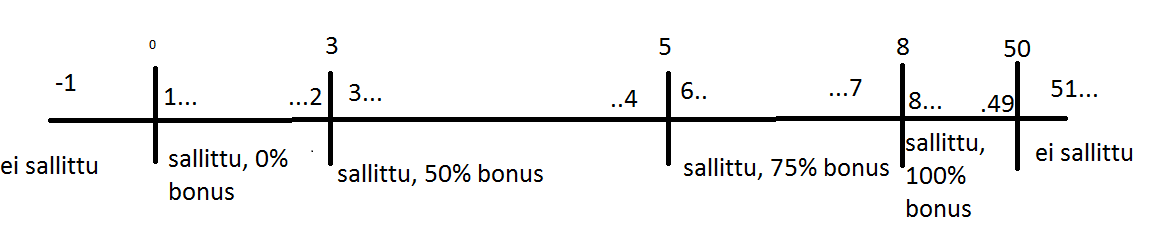 0 3 5 8 50
-1 1... ...2 3... ..4 6.. ...7 8... .49 51...
ei sallittu
sallittu, 0%
bonus
sallittu, 50% bonus
sallittu, 75% bonus
sallittu,
100%
bonus
ei sallittu